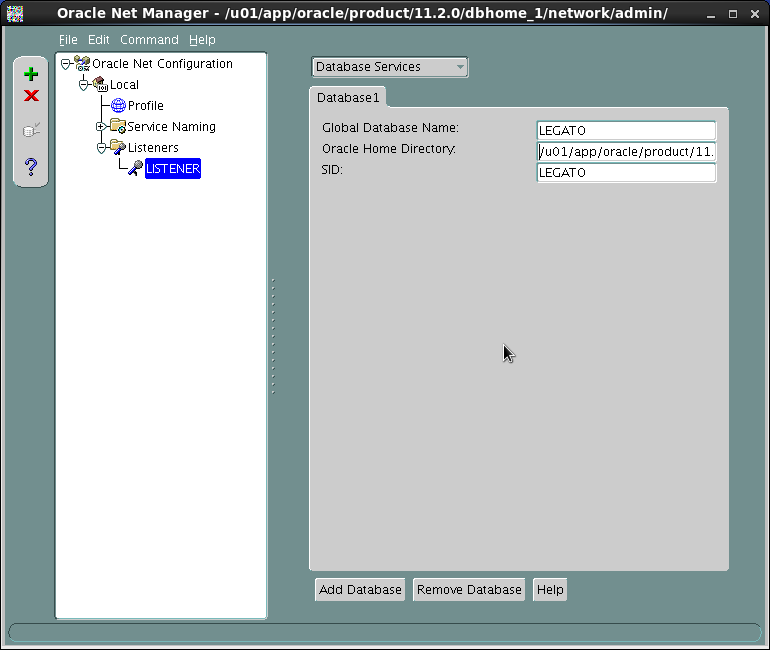 Oracle Net Manager - /u01/app/oracle/product/11.2.0/dbhome_1/network/admin/
File Edit Command Help
Oracle Net Configuration
Local
Profile
Service Naming
Listeners
LISTENER
Database Services
Database1
Global Database Name: LEGATO
Oracle Home Directory: /u01/app/oracle/product/11.
SID: LEGATO
Add Database Remove Database Help